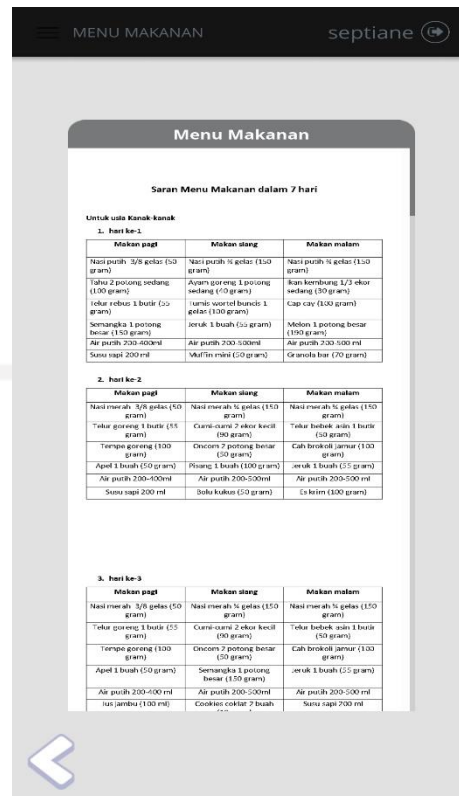 MENU MAKANAN septiane
Menu Makanan
Saran Menu Makanan dalam 7 hari
Untuk usia Kanak-kanak
1. hari ke-1
Makan pagi Makan siang Makan malam
Nasi putih 3/8 gelas (50 Nasi putih ¾ gelas (150 Nasi putih ¾ gelas (150
gram) gram) gram)
Tahu 2 potong sedang Ayam goreng 1 potong Ikan kembung 1/3 ekor
(100 gram) sedang (40 gram) sedang (30 gram)
Telur rebus 1 butir (55 Tumis wortel buncis 1 Cap cay (100 gram)
gram) gelas (100 gram)
Semangka 1 potong Jeruk 1 buah (55 gram) Melon 1 potong besar
besar (150 gram) (190 gram)
Air putih 200-400ml Air putih 200-500ml Air putih 200-500 ml
Susu sapi 200 ml Muffin mini (50 gram) Granola bar (70 gram)
2. hari ke-2
Makan pagi Makan siang Makan malam
Nasi merah 3/8 gelas (50 Nasi merah ¾ gelas (150 Nasi merah ¾ gelas (150
gram) gram) gram)
Telur goreng 1 butir (55 Cumi-cumi 2 ekor kecil Telur bebek asin 1 butir
gram) (90 gram) (50 gram)
Tempe goreng (100 Oncom 2 potong besar Cah brokoli jamur (100
gram) (50 gram) gram)
Apel 1 buah (50 gram) Pisang 1 buah (100 gram) Jeruk 1 buah (55 gram)
Air putih 200-400ml Air putih 200-500ml Air putih 200-500 ml
Susu sapi 200 ml Bolu kukus (50 gram) Es krim (100 gram)
3. hari ke-3
Makan pagi Makan siang Makan malam
Nasi merah 3/8 gelas (50 Nasi merah ¾ gelas (150 Nasi merah ¾ gelas (150
gram) gram) gram)
Telur goreng 1 butir (55 Cumi-cumi 2 ekor kecil Telur bebek asin 1 butir
gram) (90 gram) (50 gram)
Tempe goreng (100 Oncom 2 potong besar Cah brokoli jamur (100
gram) (50 gram) gram)
Apel 1 buah (50 gram) Semangka 1 potong Jeruk 1 buah (55 gram)
besar (150 gram)
Air putih 200-400 ml Air putih 200-500ml Air putih 200-500 ml
Jus jambu (100 ml) Cookies coklat 2 buah Susu sapi 200 ml